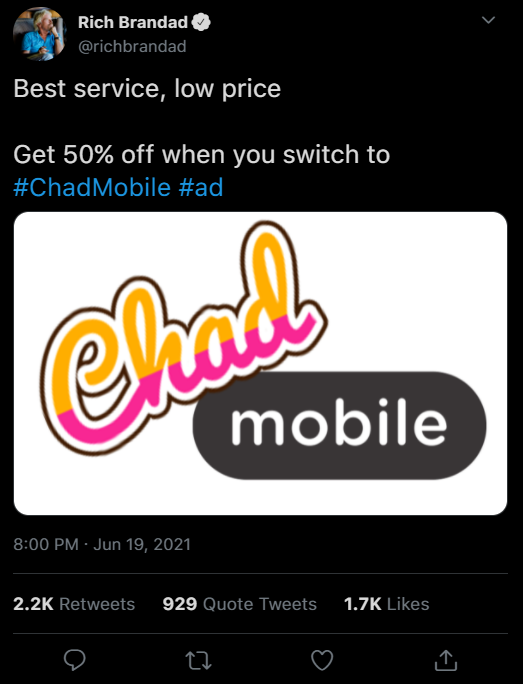 Rich Brandad
@richbrandad
Best service, low price
Get 50% off when you switch to
#ChadMobile #ad
Chad
mobile
8:00 PM · Jun 19, 2021
2.2K Retweets 929 Quote Tweets 1.7K Likes